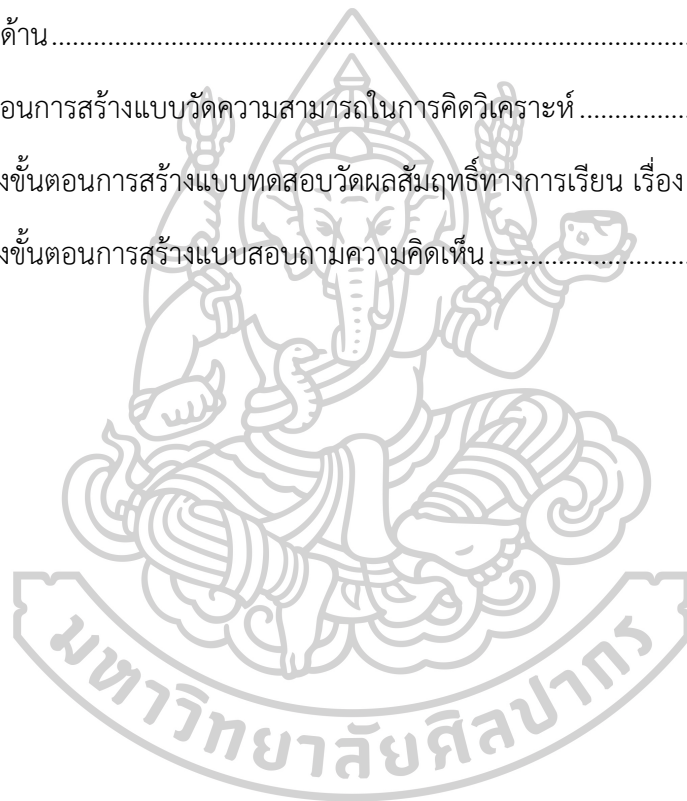 ด้าน................................................................................
อนการสร้างแบบวัดความสามารถในการคิดวิเคราะห์................
งขั้นตอนการสร้างแบบทดสอบวัดผลสัมฤทธิ์ทางการเรียน เรื่อง
งขั้นตอนการสร้างแบบสอบถามความคิดเห็น..............................
มหาวิทยาลัยศิลปากร